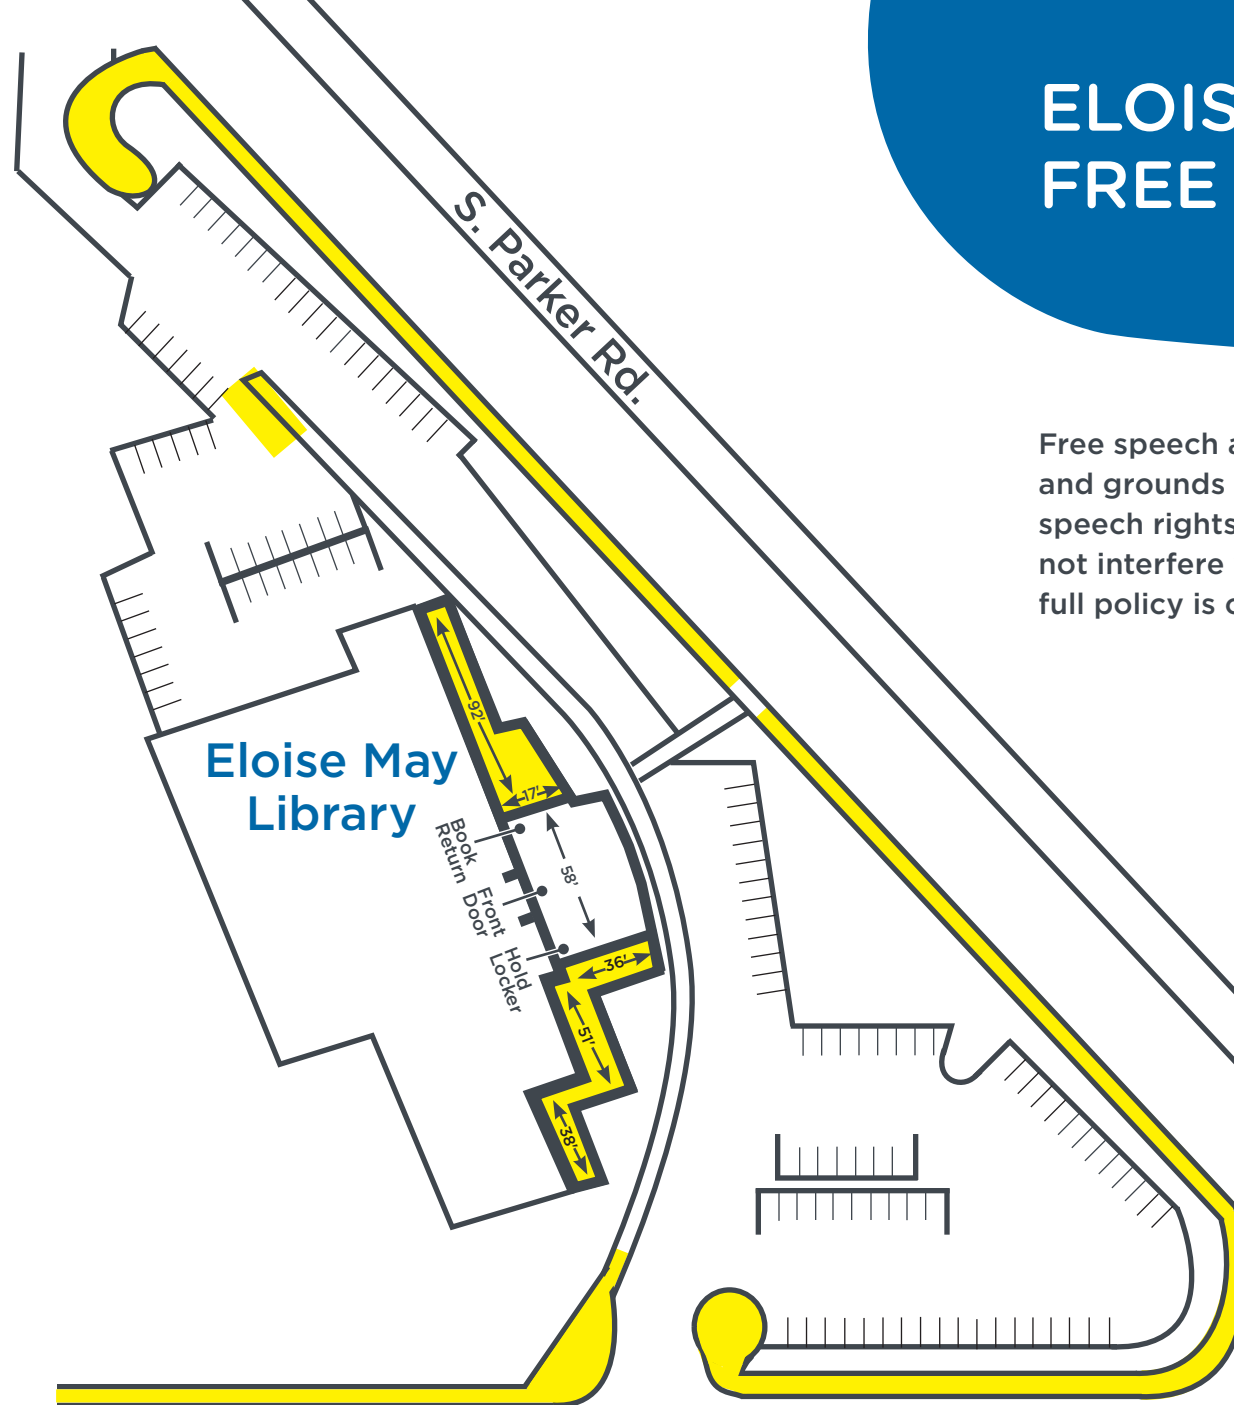 ELOIS
FREE
S. Parker Rd.
Free speech a
and grounds
speech rights
not interfere
full policy is o
92'
Eloise May
Library
17'
Book
Return
58'
Front
Door
Hold
Locker
36'
51'
38'